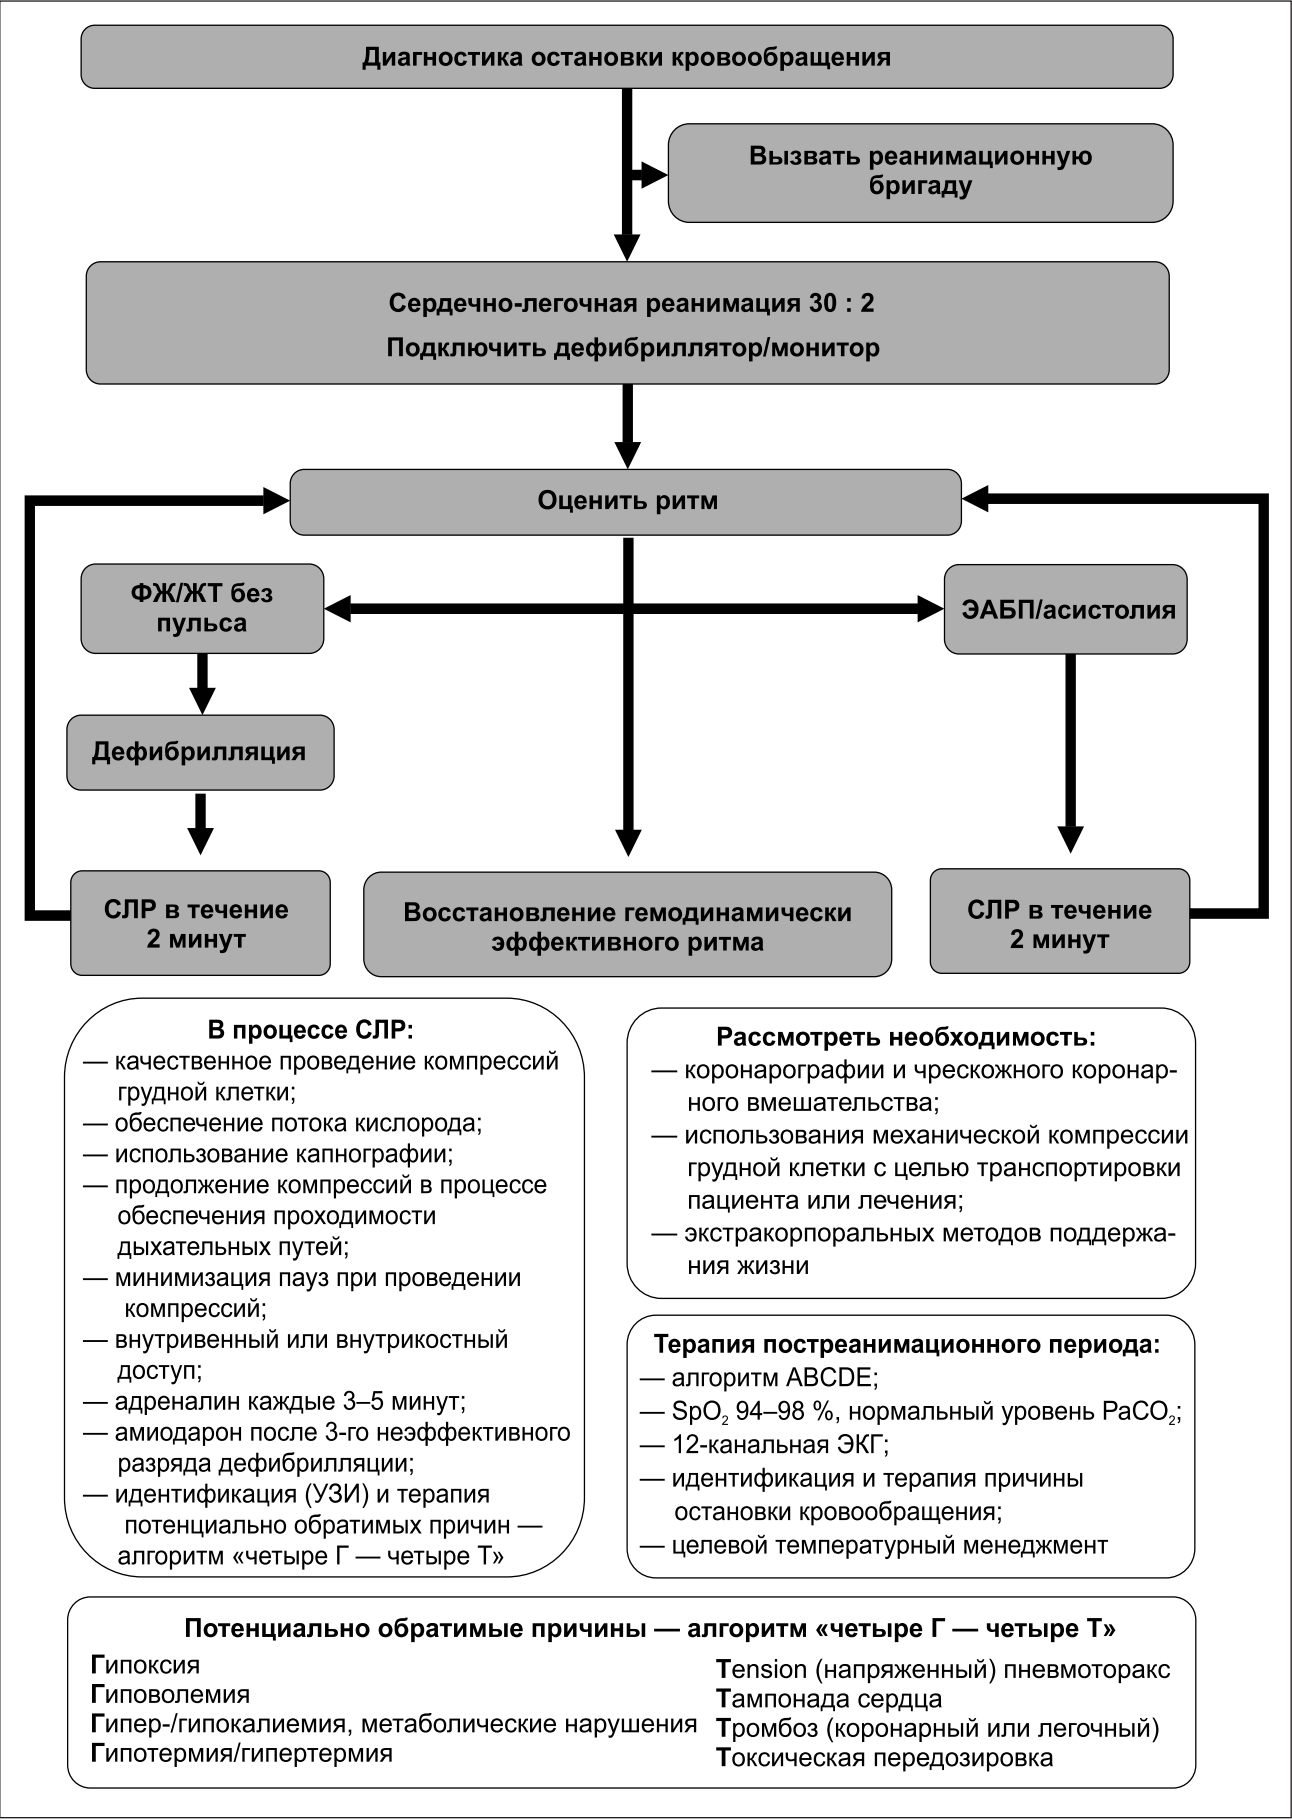 Диагностика остановки кровообращения
Вызвать реанимационную
бригаду
Сердечно-легочная реанимация 30 : 2
Подключить дефибриллятор/монитор
Оценить ритм
ФЖ/ЖТ без
пульса
ЭАБП/асистолия
Дефибрилляция
СЛР в течение
2 минут
Восстановление гемодинамически
эффективного ритма
СЛР в течение
2 минут
В процессе СЛР:
— качественное проведение компрессий
грудной клетки;
— обеспечение потока кислорода;
— использование капнографии;
— продолжение компрессий в процессе
обеспечения проходимости
дыхательных путей;
— минимизация пауз при проведении
компрессий;
— внутривенный или внутрикостный
доступ;
— адреналин каждые 3–5 минут;
— амиодарон после 3-го неэффективного
разряда дефибрилляции;
— идентификация (УЗИ) и терапия
потенциально обратимых причин —
алгоритм «четыре Г — четыре Т»
Рассмотреть необходимость:
— коронарографии и чрескожного коронар-
ного вмешательства;
— использования механической компрессии
грудной клетки с целью транспортировки
пациента или лечения;
— экстракорпоральных методов поддержа-
ния жизни
Терапия постреанимационного периода:
— алгоритм ABCDE;
— SpO₂ 94–98 %, нормальный уровень PaCO₂;
— 12-канальная ЭКГ;
— идентификация и терапия причины
остановки кровообращения;
— целевой температурный менеджмент
Потенциально обратимые причины — алгоритм «четыре Г — четыре Т»
Гипоксия
Гиповолемия
Гипер-/гипокалиемия, метаболические нарушения
Гипотермия/гипертермия
Tension (напряженный) пневмоторакс
Тампонада сердца
Тромбоз (коронарный или легочный)
Токсическая передозировка